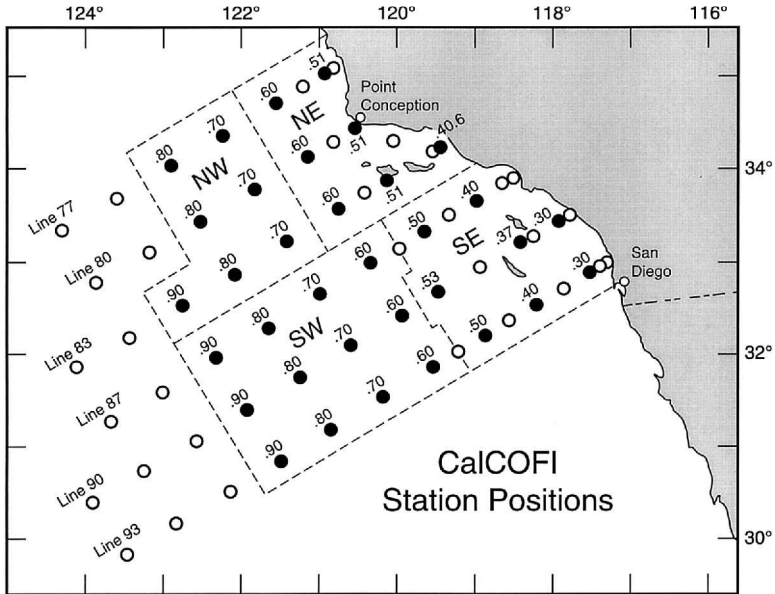 124° 122° 120° 118° 116°
.51
.60
Point
Conception
NE
.70
.40.6
.80
.60
.51
34°
NW
.80
.60
.51
.40
Line 77
.70
.50
.30
.37
SE
.80
.60
San
Diego
Line 80
.90
.70
.53
.30
.80
SW
.60
.40
.90
.70
.50
32°
Line 83
.80
.60
.90
.70
Line 87
.80
.90
CalCOFI
Station Positions
Line 90
Line 93
30°